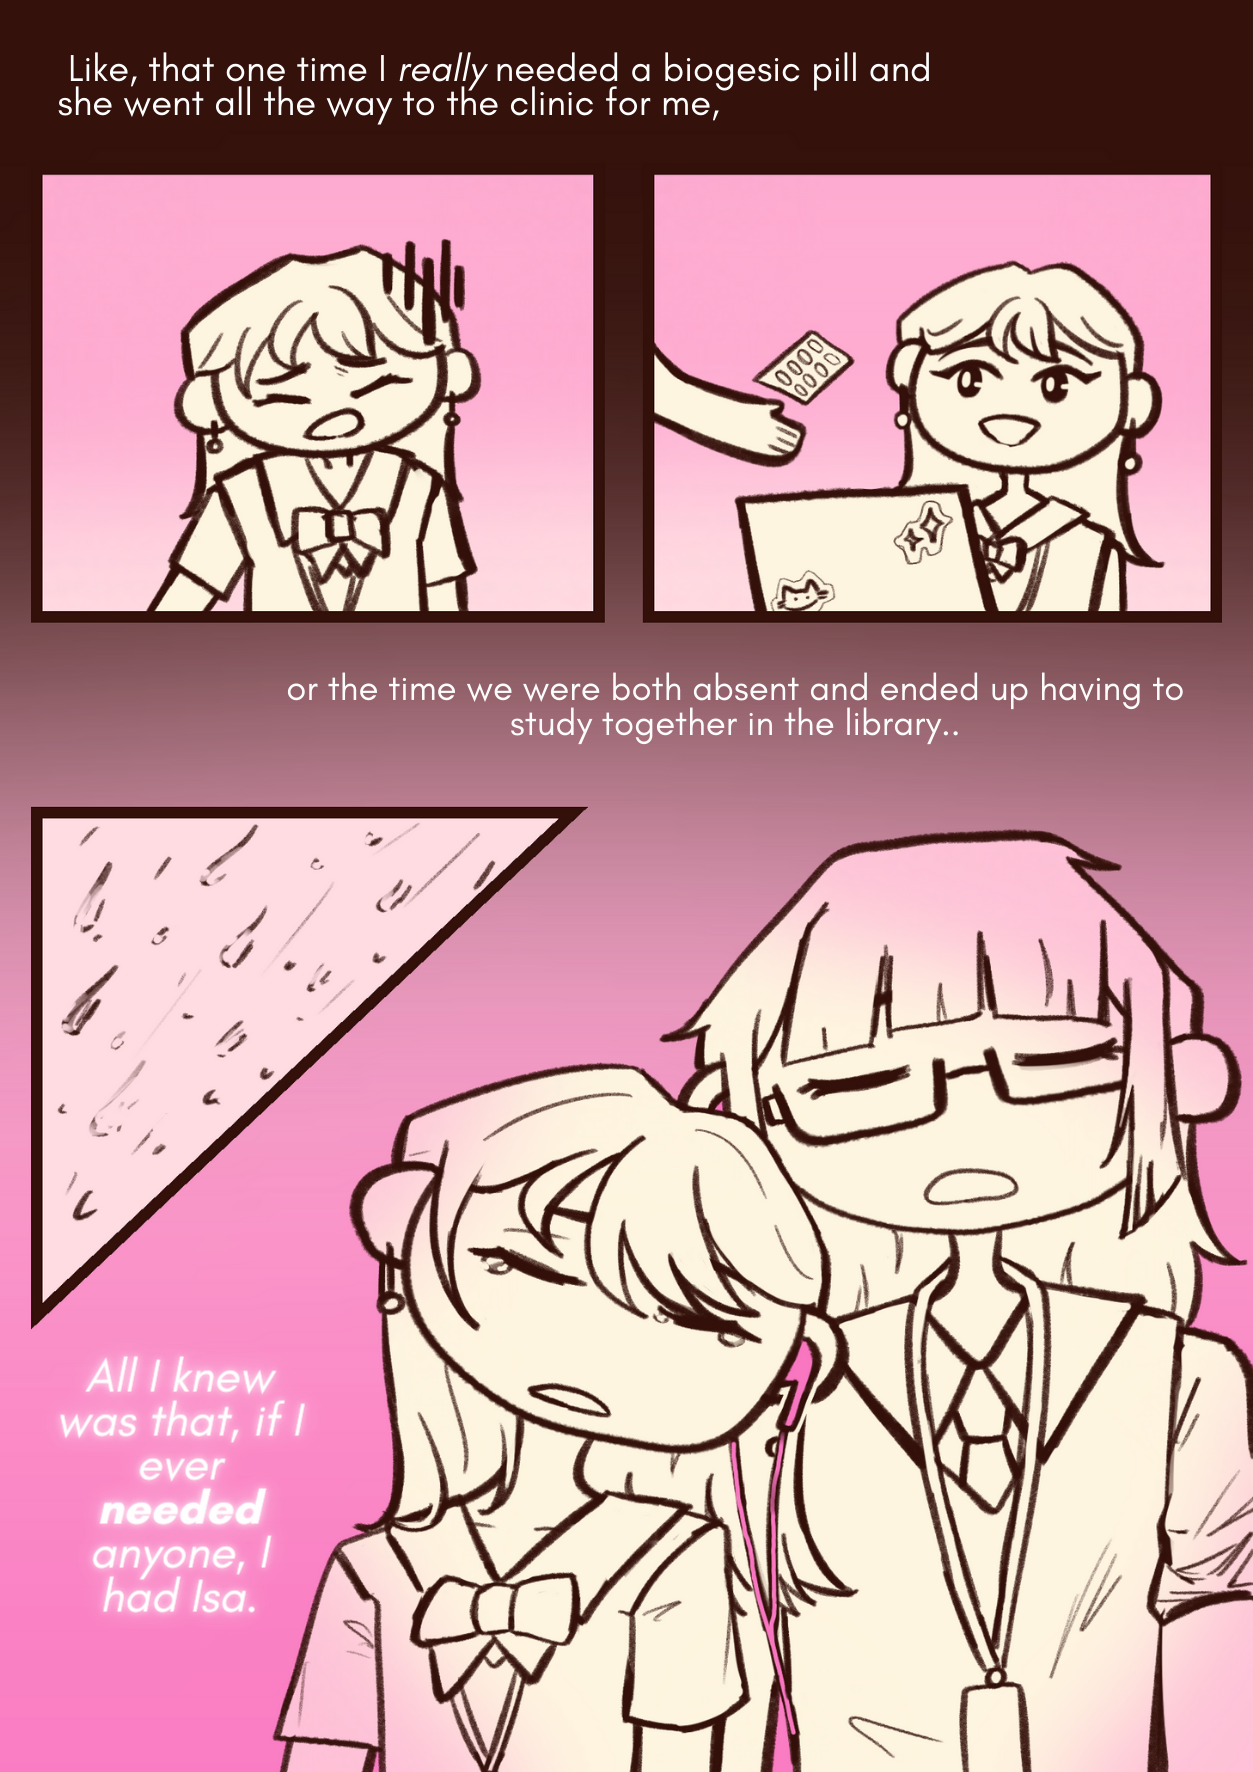 Like, that one time I really needed a biogesic pill and
she went all the way to the clinic for me,
or the time we were both absent and ended up having to
study together in the library..
All I knew
was that, if I
ever
needed
anyone, I
had Isa.